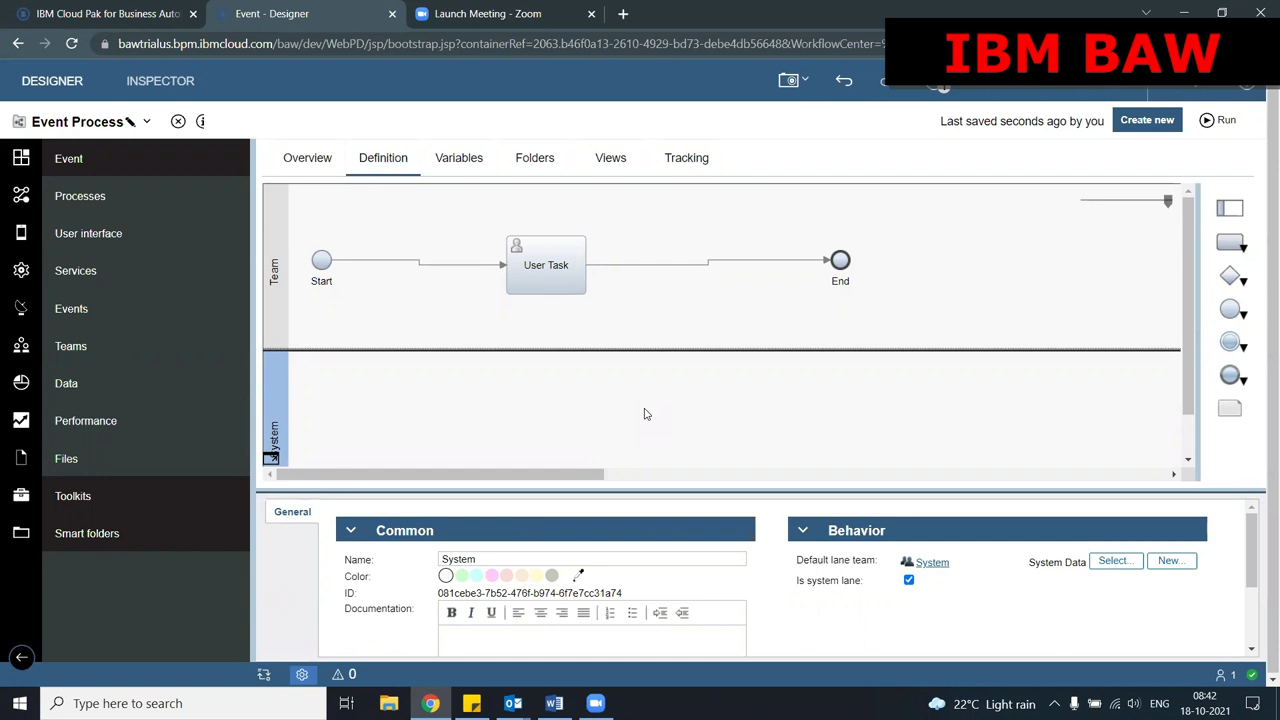 IBM Cloud Pak for Business Auto
Event - Designer
Launch Meeting - Zoom
bawtrialus.bpm.ibmcloud.com/baw/dev/WebPD/jsp/bootstrap.jsp?containerRef=2063.b46f0a13-2610-4929-bd73-debe4db56648&WorkflowCenter=
IBM BAW
DESIGNER
INSPECTOR
Event Process
Last saved seconds ago by you
Create new
Run
Event
Processes
User interface
Services
Events
Teams
Data
Performance
Files
Toolkits
Smart folders
Overview
Definition
Variables
Folders
Views
Tracking
Team
Start
User Task
End
System
General
Common
Name:
System
Color:
ID:
081cebe3-7b52-476f-b974-6f7e7cc31a74
Documentation:
B I U
Behavior
Default lane team:
System
System Data
Select...
New...
Is system lane:
0
1
Type here to search
22°C Light rain
ENG
08:42
18-10-2021